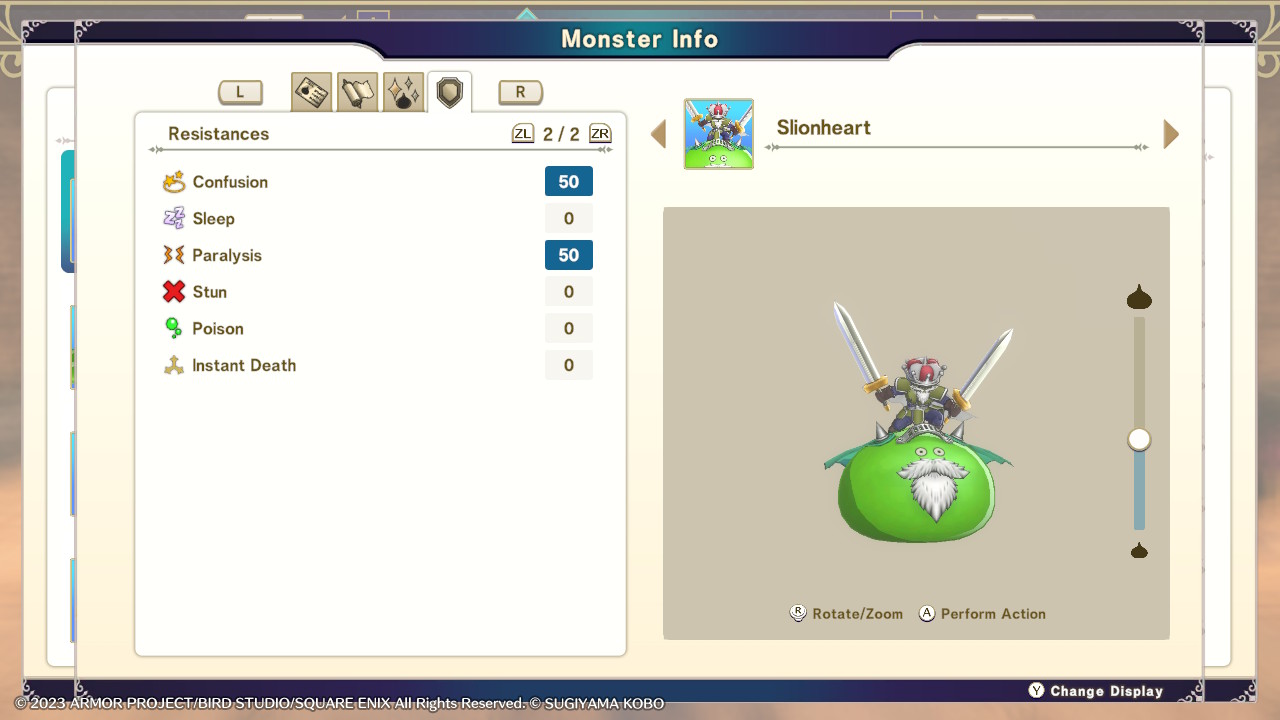 Monster Info
L
R
Resistances
ZL 2 / 2 ZR
Confusion 50
Sleep 0
Paralysis 50
Stun 0
Poison 0
Instant Death 0
Slionheart
R Rotate/Zoom A Perform Action
Y Change Display
© 2023 ARMOR PROJECT/BIRD STUDIO/SQUARE ENIX All Rights Reserved. © SUGIYAMA KOBO